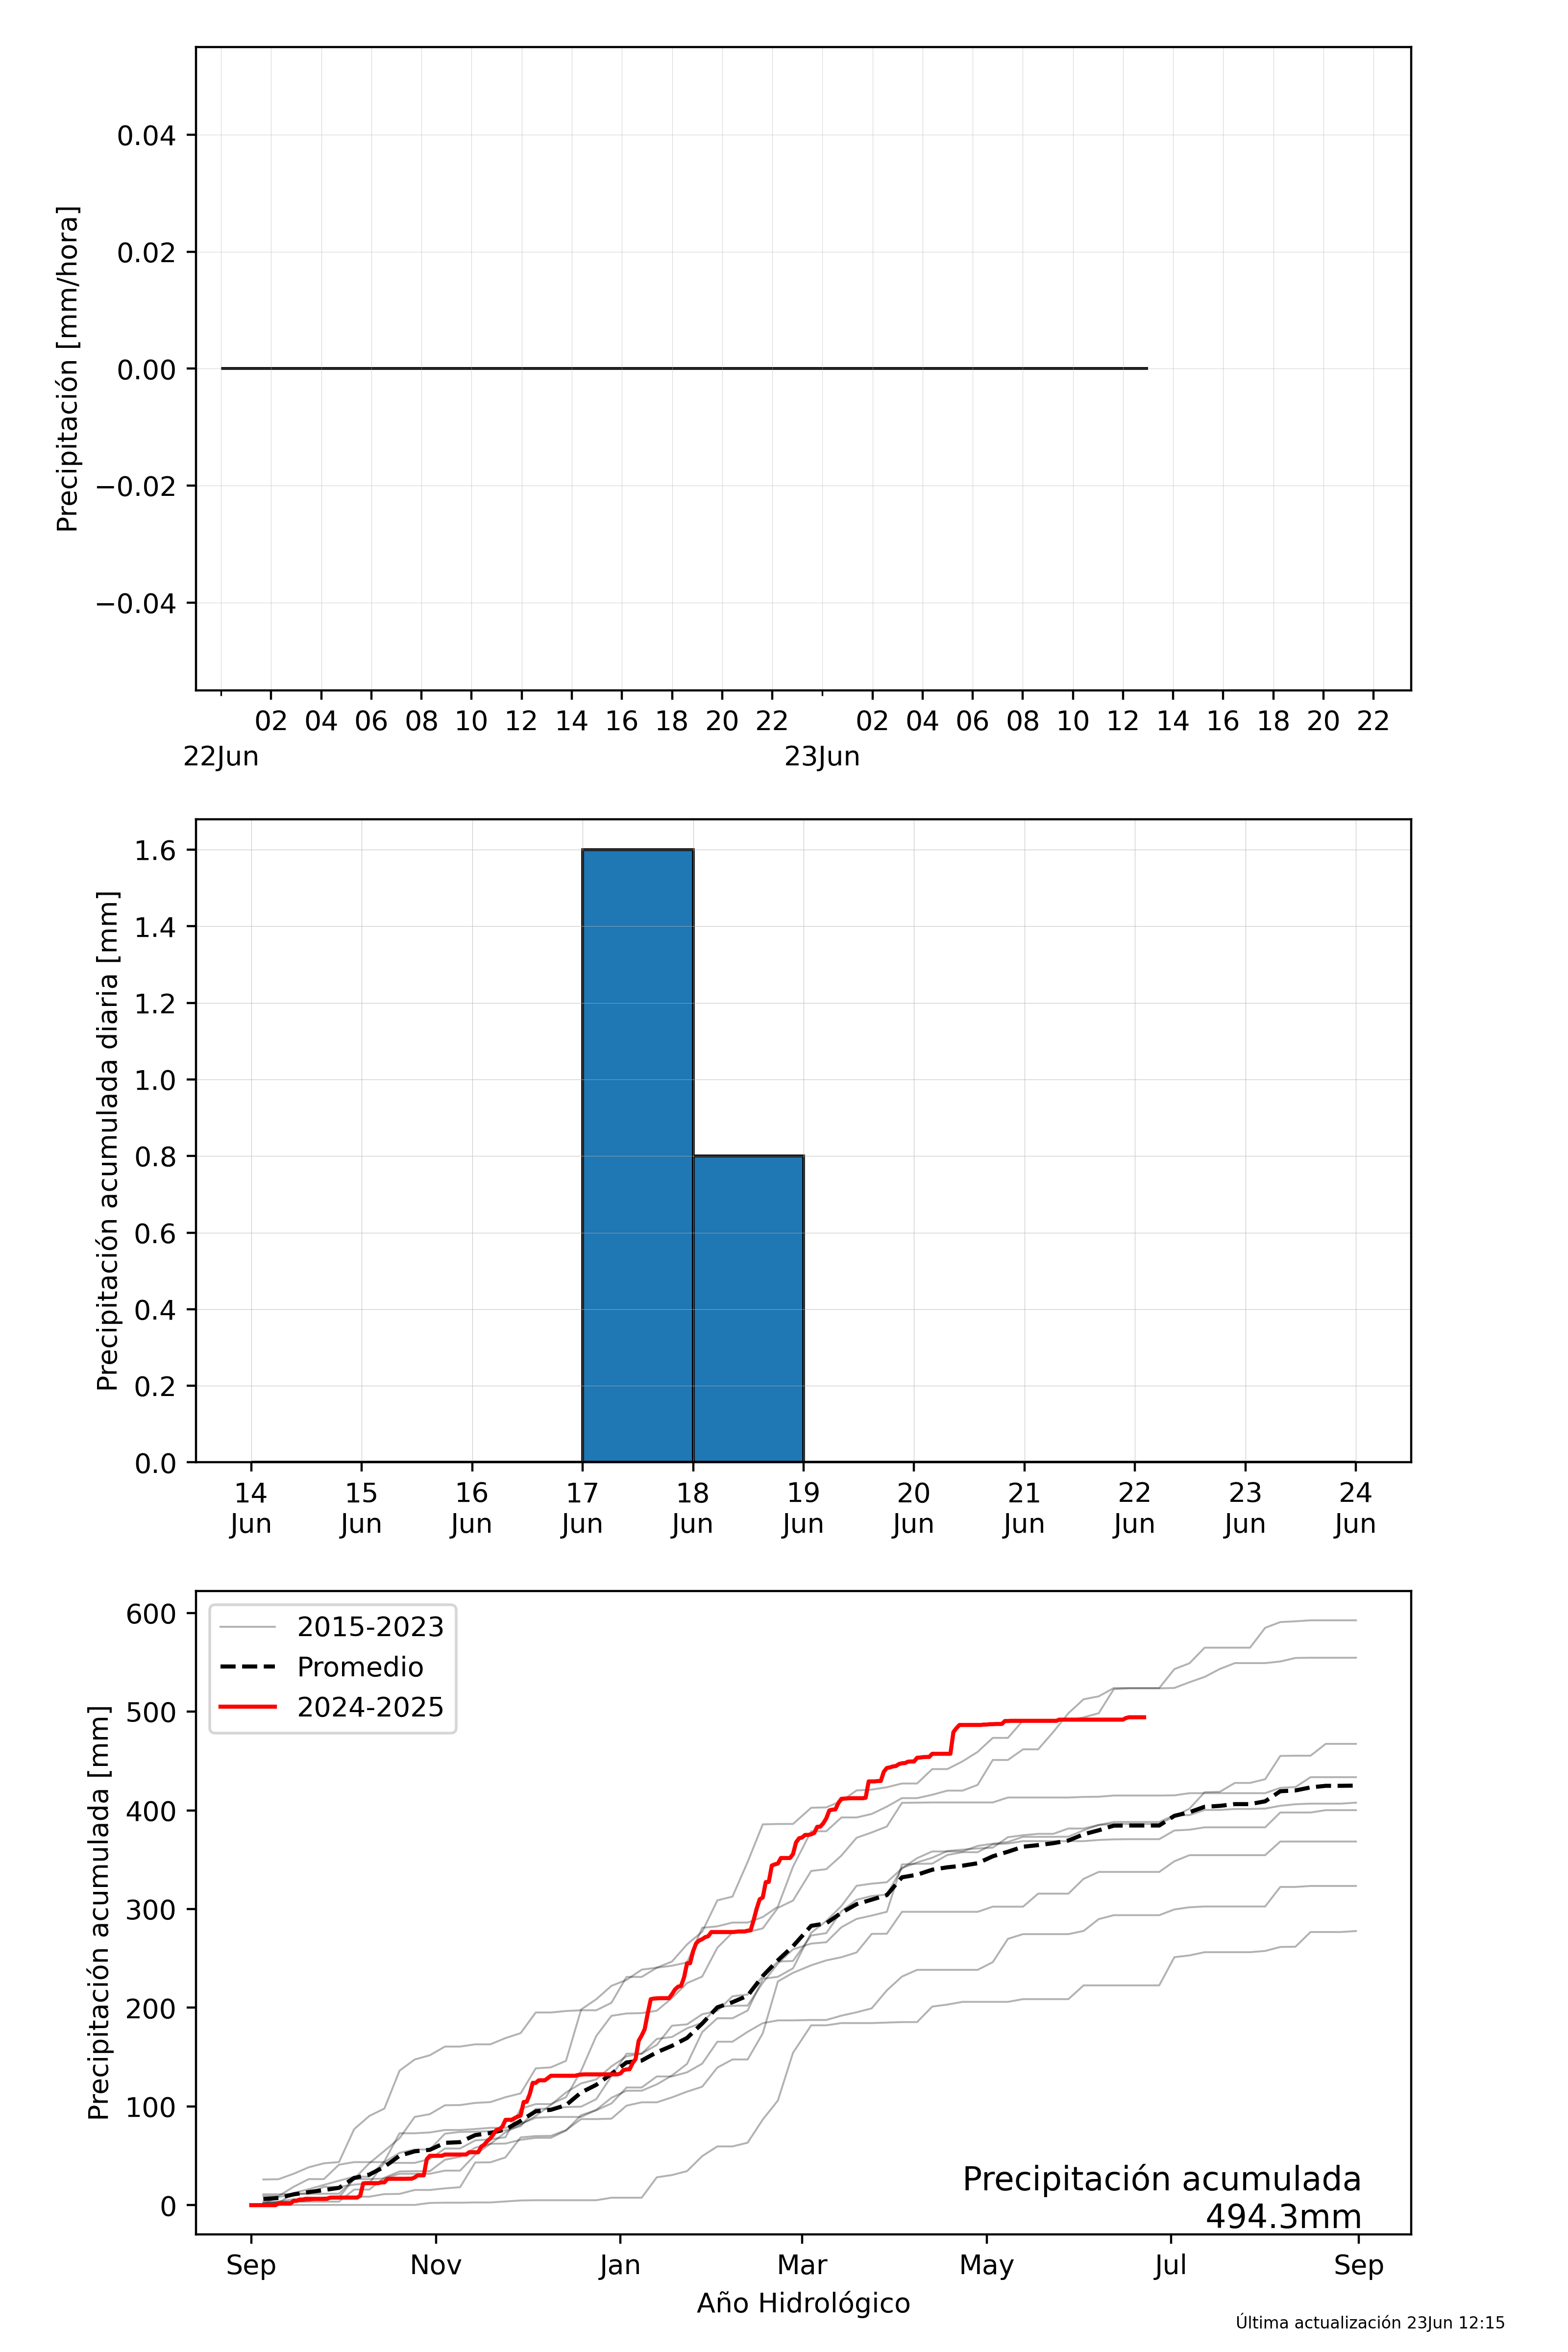 0.04
0.02
0.00
−0.02
−0.04
Precipitación [mm/hora]
02 04 06 08 10 12 14 16 18 20 22 02 04 06 08 10 12 14 16 18 20 22
22Jun 23Jun
1.6
1.4
1.2
1.0
0.8
0.6
0.4
0.2
0.0
Precipitación acumulada diaria [mm]
14 15 16 17 18 19 20 21 22 23 24
Jun Jun Jun Jun Jun Jun Jun Jun Jun Jun Jun
600
500
400
300
200
100
0
Precipitación acumulada [mm]
2015-2023
Promedio
2024-2025
Precipitación acumulada
494.3mm
Sep Nov Jan Mar May Jul Sep
Año Hidrológico
Última actualización 23Jun 12:15